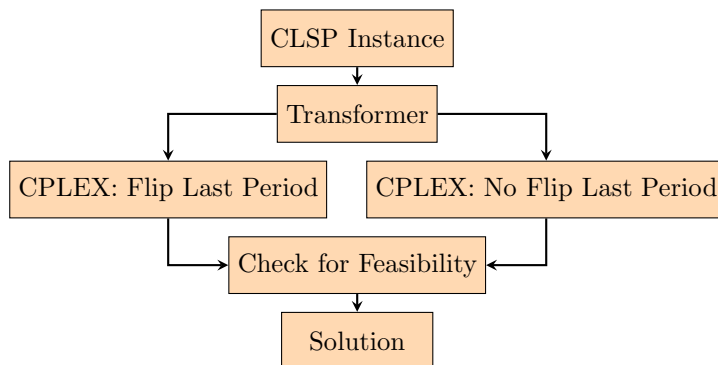 CLSP Instance
Transformer
CPLEX: Flip Last Period
CPLEX: No Flip Last Period
Check for Feasibility
Solution